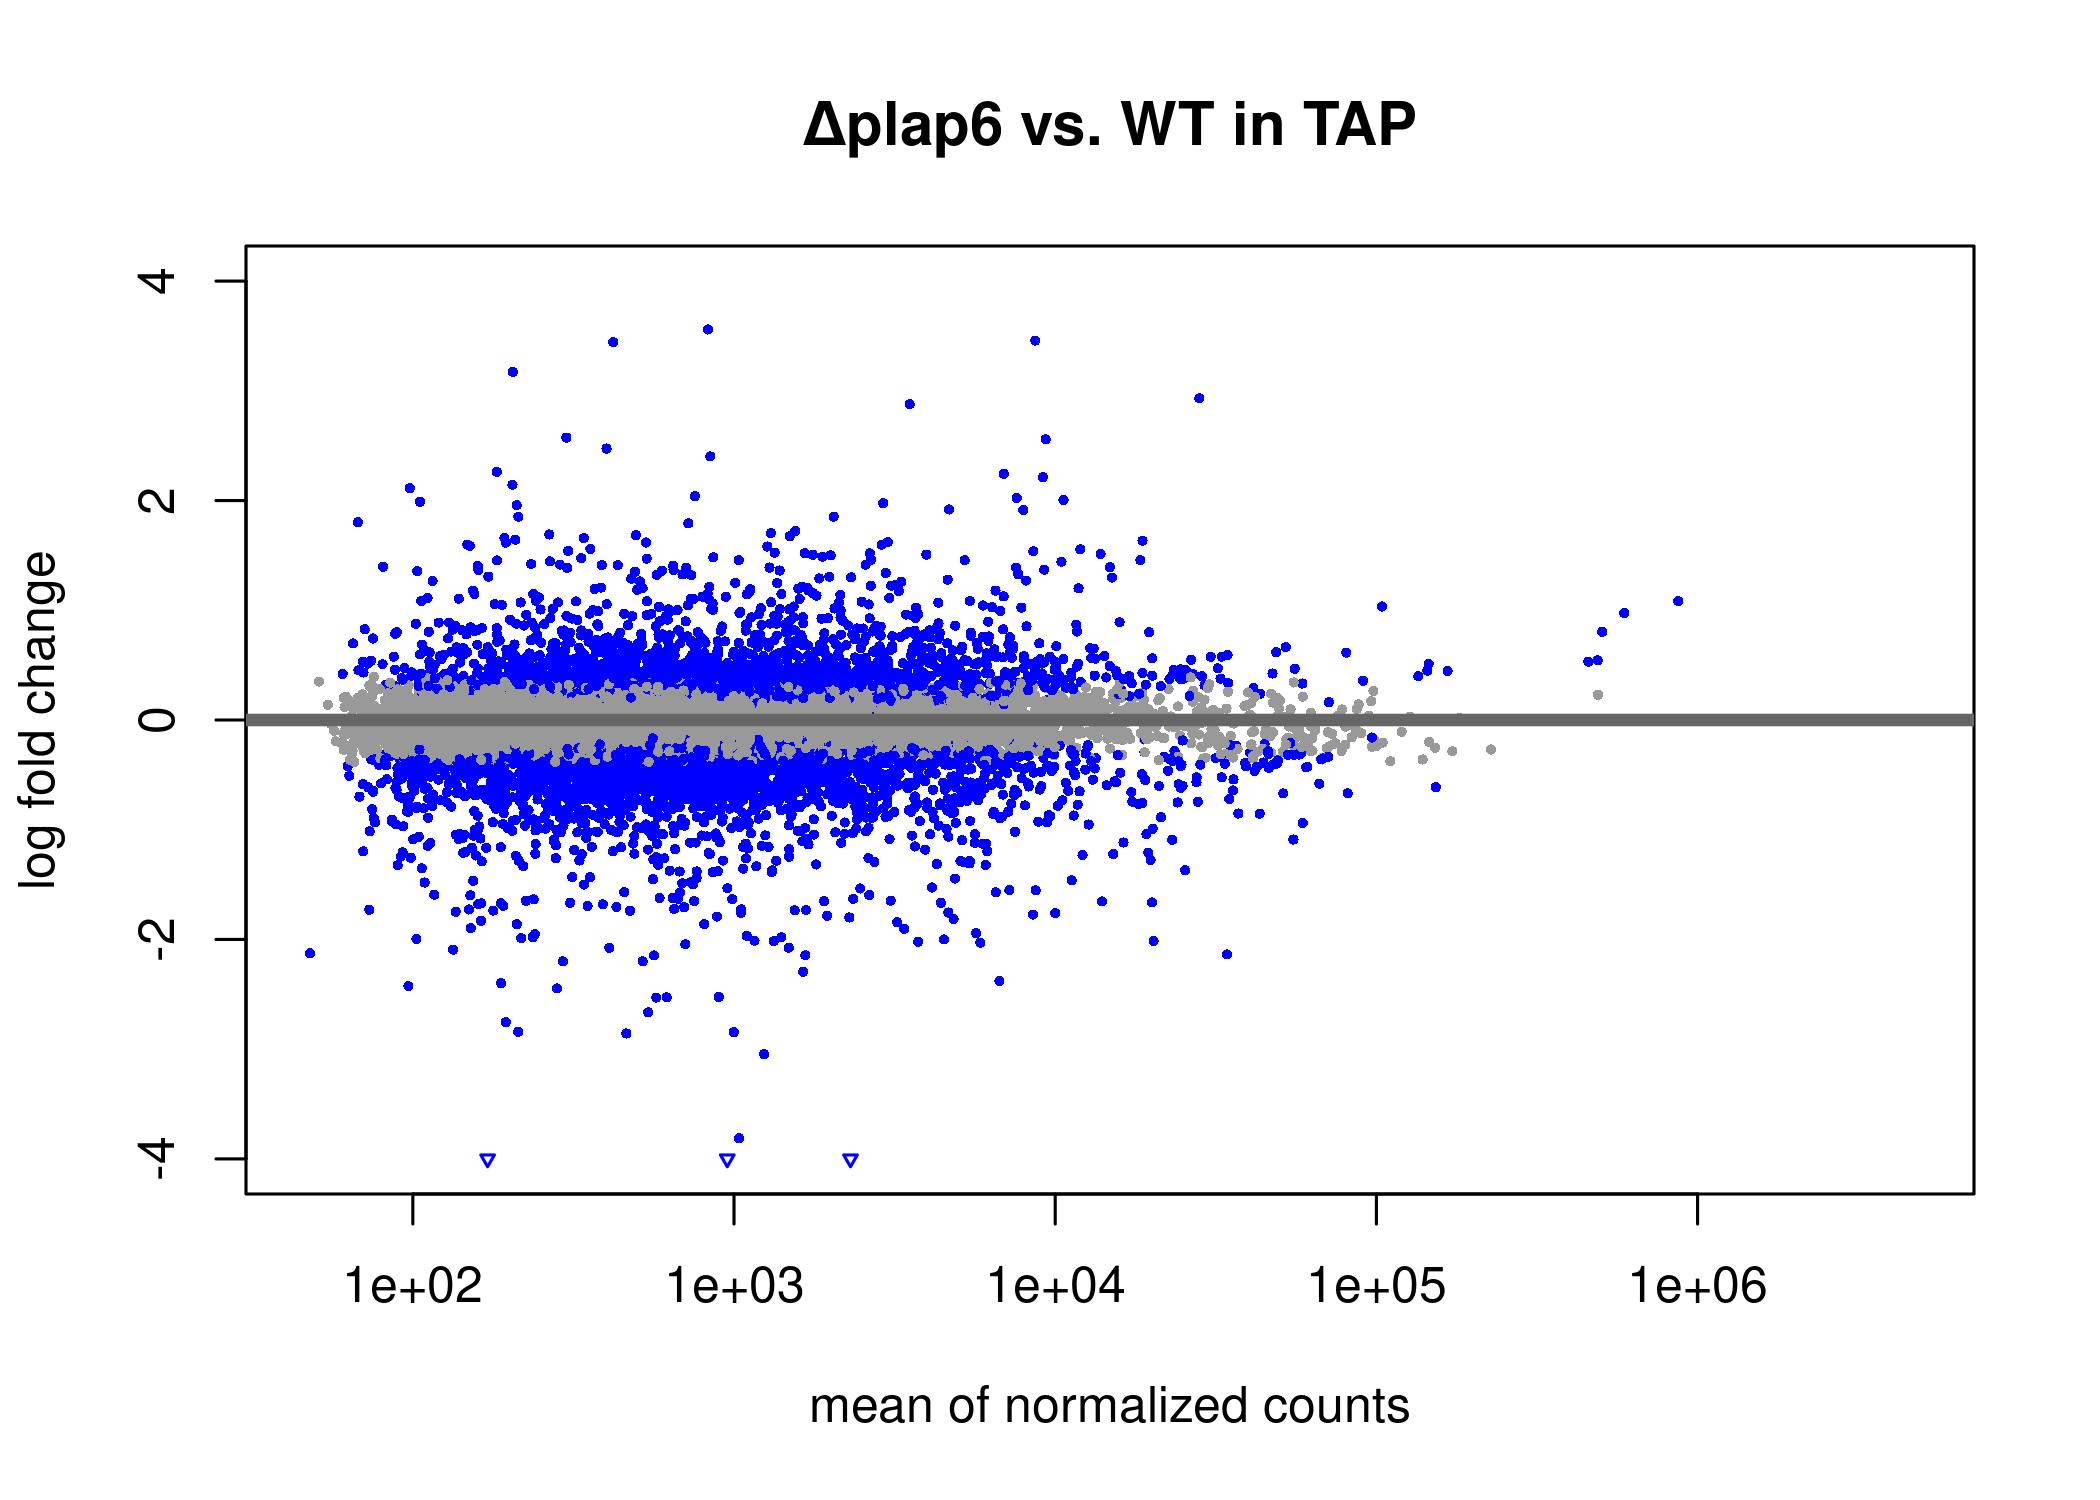 Δplap6 vs. WT in TAP
4
2
0
-2
-4
log fold change
1e+02 1e+03 1e+04 1e+05 1e+06
mean of normalized counts